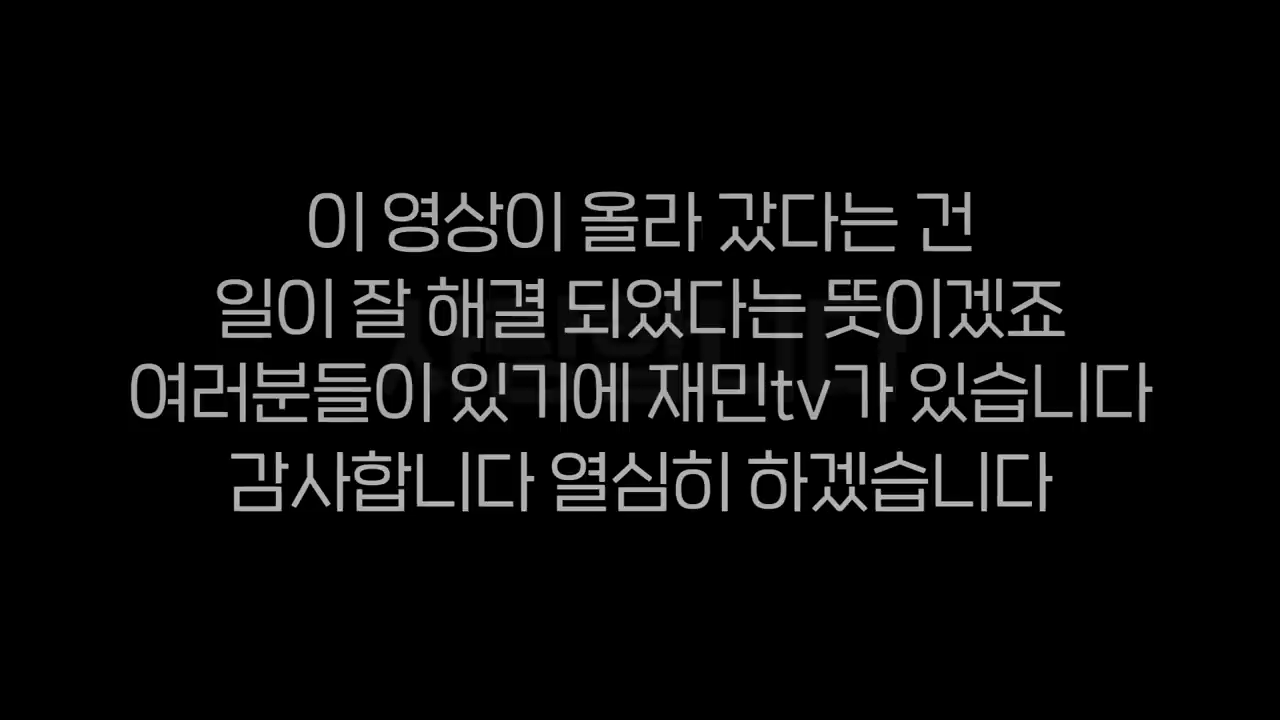 이 영상이 올라 갔다는 건
일이 잘 해결 되었다는 뜻이겠죠
여러분들이 있기에 재민tv가 있습니다
감사합니다 열심히 하겠습니다